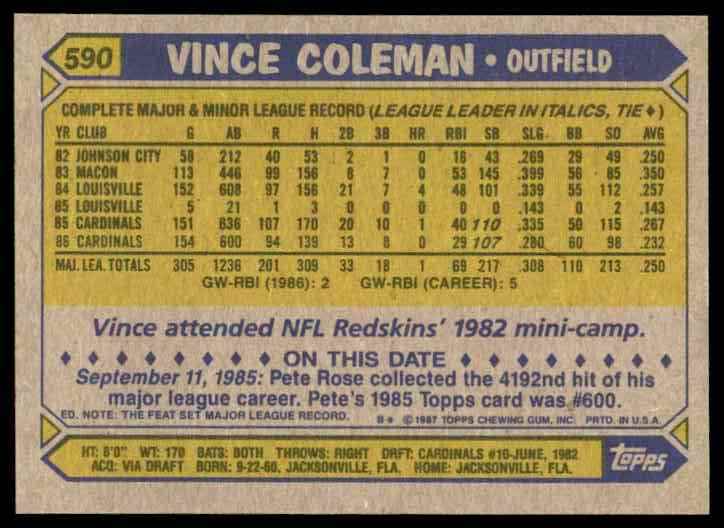 590 VINCE COLEMAN • OUTFIELD
COMPLETE MAJOR & MINOR LEAGUE RECORD (LEAGUE LEADER IN ITALICS, TIE ♦)
YR CLUB G AB R H 2B 3B HR RBI SB SLG BB SO AVG
82 JOHNSON CITY 58 212 40 53 2 1 0 16 43 .269 29 49 .250
83 MACON 113 446 99 156 8 7 0 53 145 .399 56 85 .350
84 LOUISVILLE 152 608 97 156 21 7 4 48 101 .339 55 112 .257
85 LOUISVILLE 5 21 1 3 0 0 0 0 0 .143 0 2 .143
85 CARDINALS 151 636 107 170 20 10 1 40 110 .335 50 115 .267
86 CARDINALS 154 600 94 139 13 8 0 29 107 .280 60 98 .232
MAJ. LEA. TOTALS 305 1236 201 309 33 18 1 69 217 .308 110 213 .250
GW-RBI (1986): 2 GW-RBI (CAREER): 5
Vince attended NFL Redskins' 1982 mini-camp.
♦ ♦ ♦ ♦ ♦ ♦ ♦ ♦ ON THIS DATE ♦ ♦ ♦ ♦ ♦ ♦ ♦ ♦
September 11, 1985: Pete Rose collected the 4192nd hit of his
major league career. Pete's 1985 Topps card was #600.
ED. NOTE: THE FEAT SET MAJOR LEAGUE RECORD. B* © 1987 TOPPS CHEWING GUM, INC. PRTD. IN U.S.A.
HT: 6'0" WT: 170 BATS: BOTH THROWS: RIGHT DRFT: CARDINALS #10-JUNE, 1982
ACQ: VIA DRAFT BORN: 9-22-60, JACKSONVILLE, FLA. HOME: JACKSONVILLE, FLA.
topps